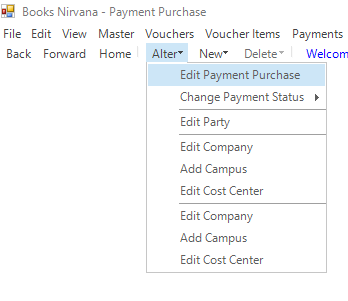 Books Nirvana - Payment Purchase
File Edit View Master Vouchers Voucher Items Payments
Back Forward Home Alter New Delete Welcom
Edit Payment Purchase
Change Payment Status
Edit Party
Edit Company
Add Campus
Edit Cost Center
Edit Company
Add Campus
Edit Cost Center